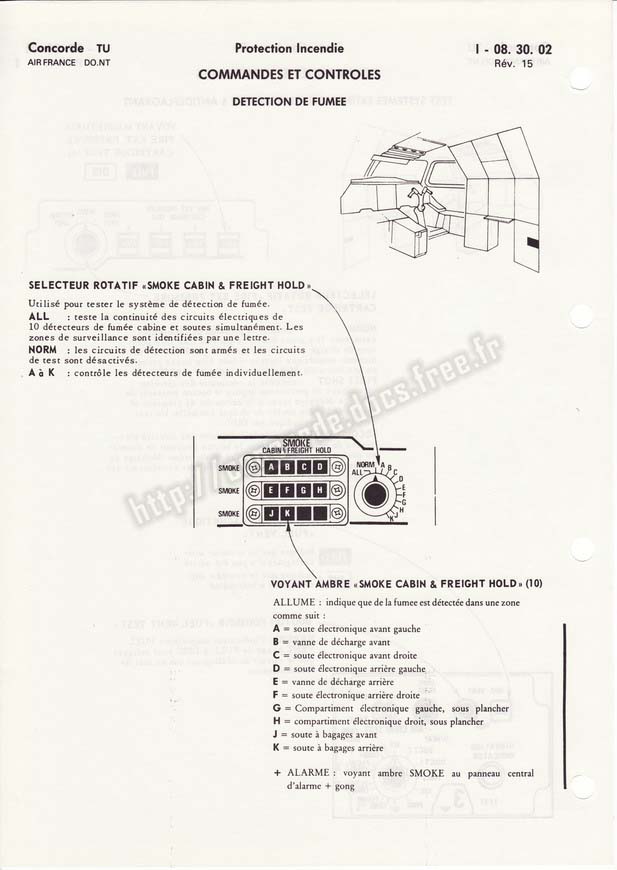 Concorde TU
AIR FRANCE DO.NT
Protection Incendie
COMMANDES ET CONTROLES
DETECTION DE FUMEE
I - 08. 30. 02
Rév. 15
SELECTEUR ROTATIF «SMOKE CABIN & FREIGHT HOLD»
Utilisé pour tester le système de détection de fumée.
ALL : teste la continuité des circuits électriques de
10 détecteurs de fumée cabine et soutes simultanément. Les
zones de surveillance sont identifiées par une lettre.
NORM : les circuits de détection sont armés et les circuits
de test sont désactivés.
A à K : contrôle les détecteurs de fumée individuellement.
SMOKE
CABIN & FREIGHT HOLD
SMOKE A B C D
SMOKE E F G H
SMOKE J K
NORM
ALL
A
B
C
D
E
F
G
H
J
K
VOYANT AMBRE «SMOKE CABIN & FREIGHT HOLD» (10)
ALLUME : indique que de la fumee est détectée dans une zone
comme suit :
A = soute électronique avant gauche
B = vanne de décharge avant
C = soute électronique avant droite
D = soute électronique arrière gauche
E = vanne de décharge arrière
F = soute électronique arrière droite
G = Compartiment électronique gauche, sous plancher
H = compartiment électronique droit, sous plancher
J = soute à bagages avant
K = soute à bagages arrière
+ ALARME : voyant ambre SMOKE au panneau central
d'alarme + gong